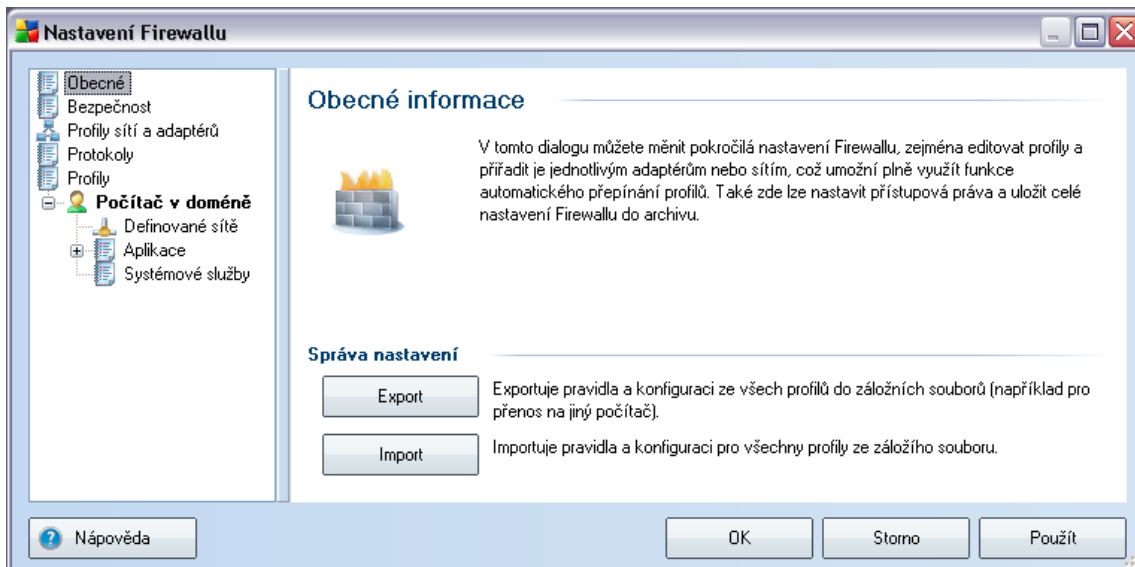 Nastavení Firewallu
Obecné
Bezpečnost
Profily sítí a adaptérů
Protokoly
Profily
Počítač v doméně
Definované sítě
Aplikace
Systémové služby
Obecné informace
V tomto dialogu můžete měnit pokročilá nastavení Firewallu, zejména editovat profily a
přiřadit je jednotlivým adaptérům nebo sítím, což umožní plně využít funkce
automatického přepínání profilů. Také zde lze nastavit přístupová práva a uložit celé
nastavení Firewallu do archivu.
Správa nastavení
Export
Exportuje pravidla a konfiguraci ze všech profilů do záložních souborů (například pro
přenos na jiný počítač).
Import
Importuje pravidla a konfiguraci pro všechny profily ze záložího souboru.
Nápověda
OK
Storno
Použít